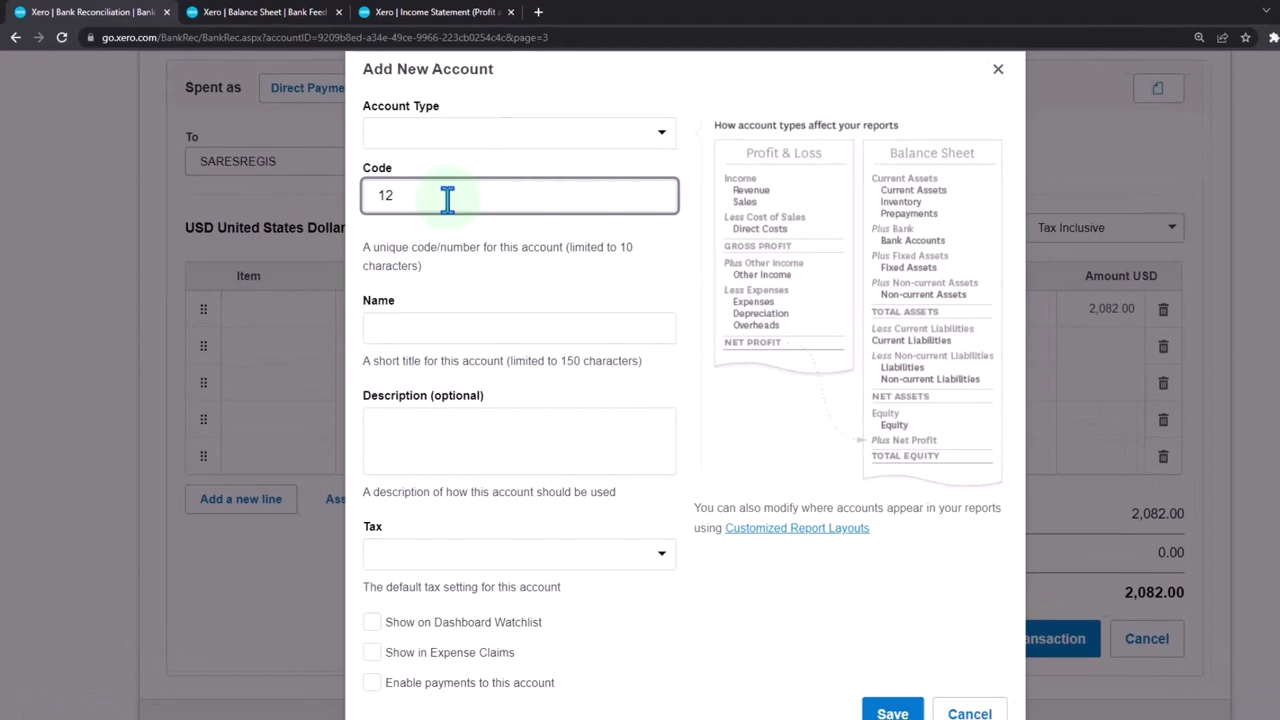 Xero | Bank Reconciliation | Bank
Xero | Balance Sheet | Bank Feed
Xero | Income Statement (Profit
go.xero.com/BankRec/BankRec.aspx?accountID=9209b8ed-a34e-49ce-9966-223cb0254c4c&page=3
Add New Account
Spent as
Direct Payme
To
SARESREGIS
USD United States Dollar
Tax Inclusive
Item
Amount USD
2,082.00
Add a new line
Ass
2,082.00
0.00
2,082.00
ansaction
Cancel
Account Type
Code
12
A unique code/number for this account (limited to 10
characters)
Name
A short title for this account (limited to 150 characters)
Description (optional)
A description of how this account should be used
Tax
The default tax setting for this account
Show on Dashboard Watchlist
Show in Expense Claims
Enable payments to this account
How account types affect your reports
Profit & Loss
Income
Revenue
Sales
Less Cost of Sales
Direct Costs
GROSS PROFIT
Plus Other Income
Other Income
Less Expenses
Expenses
Depreciation
Overheads
NET PROFIT
Balance Sheet
Current Assets
Current Assets
Inventory
Prepayments
Plus Bank
Bank Accounts
Plus Fixed Assets
Fixed Assets
Plus Non-current Assets
Non-current Assets
TOTAL ASSETS
Less Current Liabilities
Current Liabilities
Less Non-current Liabilities
Liabilities
Non-current Liabilities
NET ASSETS
Equity
Equity
Plus Net Profit
TOTAL EQUITY
You can also modify where accounts appear in your reports
using Customized Report Layouts
Save
Cancel